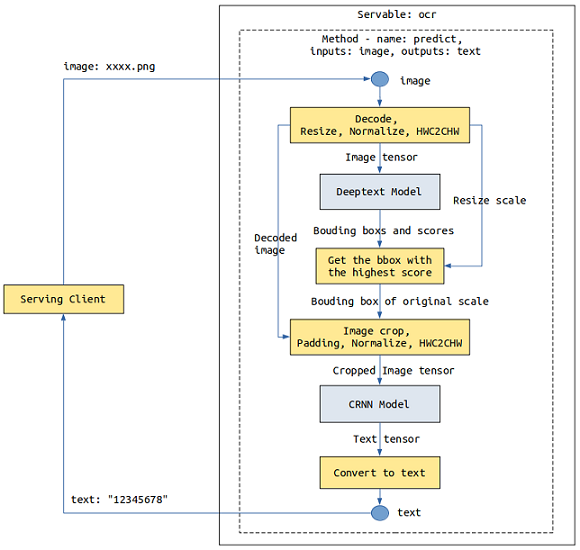 Servable: ocr
Method - name: predict,
inputs: image, outputs: text
image: xxxx.png
image
Decode,
Resize, Normalize, HWC2CHW
Image tensor
Deeptext Model
Resize scale
Bouding boxs and scores
Decoded
image
Get the bbox with
the highest score
Serving Client
Bouding box of original scale
Image crop,
Padding, Normalize, HWC2CHW
Cropped Image tensor
CRNN Model
Text tensor
Convert to text
text: "12345678"
text